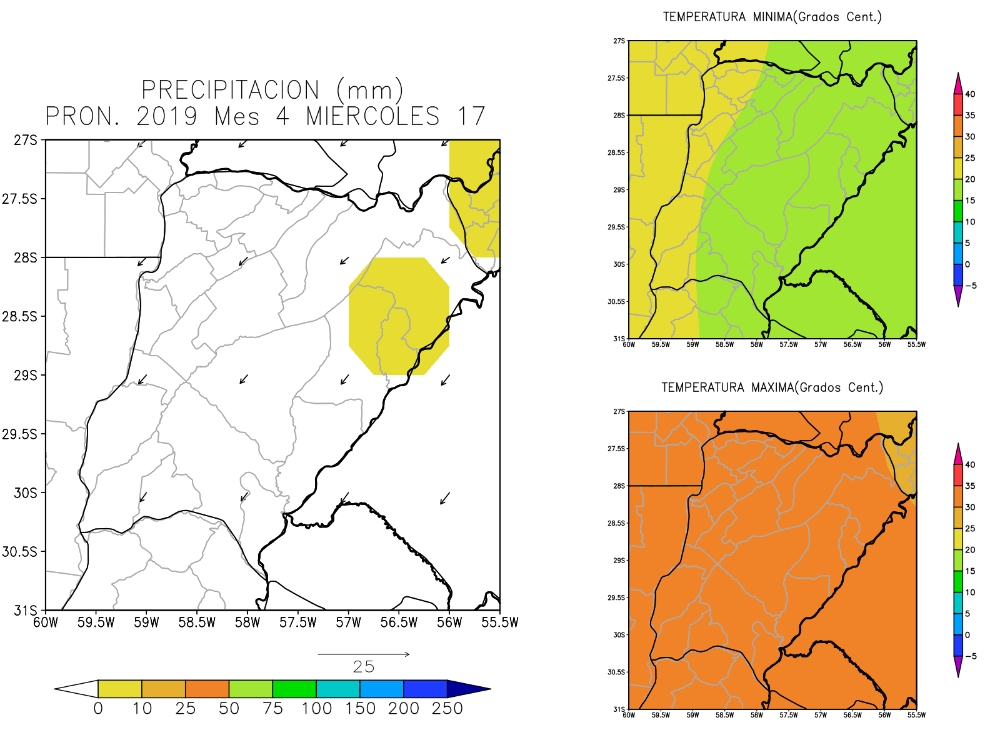 PRECIPITACION (mm)
PRON. 2019 Mes 4 MIERCOLES 17
27S
27.5S
28S
28.5S
29S
29.5S
30S
30.5S
31S
60W 59.5W 59W 58.5W 58W 57.5W 57W 56.5W 56W 55.5W
25
0 10 25 50 75 100 150 200 250
TEMPERATURA MINIMA(Grados Cent.)
27S
27.5S
28S
28.5S
29S
29.5S
30S
30.5S
31S
60W 59.5W 59W 58.5W 58W 57.5W 57W 56.5W 56W 55.5W
40
35
30
25
20
15
10
5
0
-5
TEMPERATURA MAXIMA(Grados Cent.)
27S
27.5S
28S
28.5S
29S
29.5S
30S
30.5S
31S
60W 59.5W 59W 58.5W 58W 57.5W 57W 56.5W 56W 55.5W
40
35
30
25
20
15
10
5
0
-5